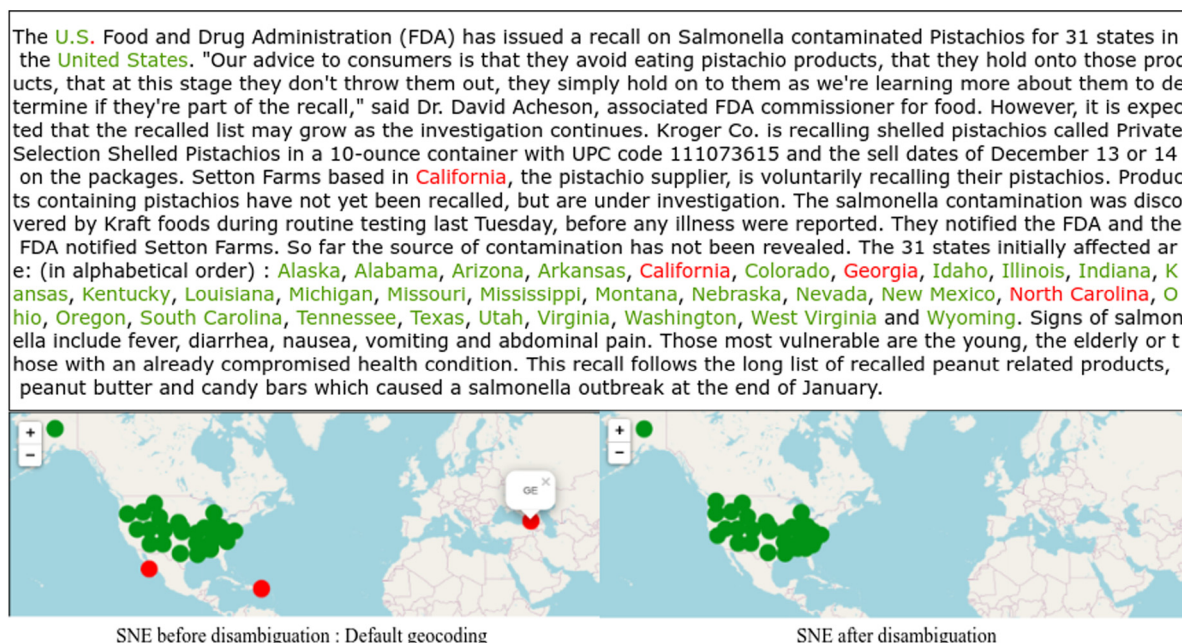 The U.S. Food and Drug Administration (FDA) has issued a recall on Salmonella contaminated Pistachios for 31 states in
the United States. "Our advice to consumers is that they avoid eating pistachio products, that they hold onto those prod
ucts, that at this stage they don't throw them out, they simply hold on to them as we're learning more about them to de
termine if they're part of the recall," said Dr. David Acheson, associated FDA commissioner for food. However, it is expec
ted that the recalled list may grow as the investigation continues. Kroger Co. is recalling shelled pistachios called Private
Selection Shelled Pistachios in a 10-ounce container with UPC code 111073615 and the sell dates of December 13 or 14
on the packages. Setton Farms based in California, the pistachio supplier, is voluntarily recalling their pistachios. Produc
ts containing pistachios have not yet been recalled, but are under investigation. The salmonella contamination was disco
vered by Kraft foods during routine testing last Tuesday, before any illness were reported. They notified the FDA and the
FDA notified Setton Farms. So far the source of contamination has not been revealed. The 31 states initially affected ar
e: (in alphabetical order) : Alaska, Alabama, Arizona, Arkansas, California, Colorado, Georgia, Idaho, Illinois, Indiana, K
ansas, Kentucky, Louisiana, Michigan, Missouri, Mississippi, Montana, Nebraska, Nevada, New Mexico, North Carolina, O
hio, Oregon, South Carolina, Tennessee, Texas, Utah, Virginia, Washington, West Virginia and Wyoming. Signs of salmon
ella include fever, diarrhea, nausea, vomiting and abdominal pain. Those most vulnerable are the young, the elderly or t
hose with an already compromised health condition. This recall follows the long list of recalled peanut related products,
peanut butter and candy bars which caused a salmonella outbreak at the end of January.
+
−
GE ×
+
−
SNE before disambiguation : Default geocoding
SNE after disambiguation